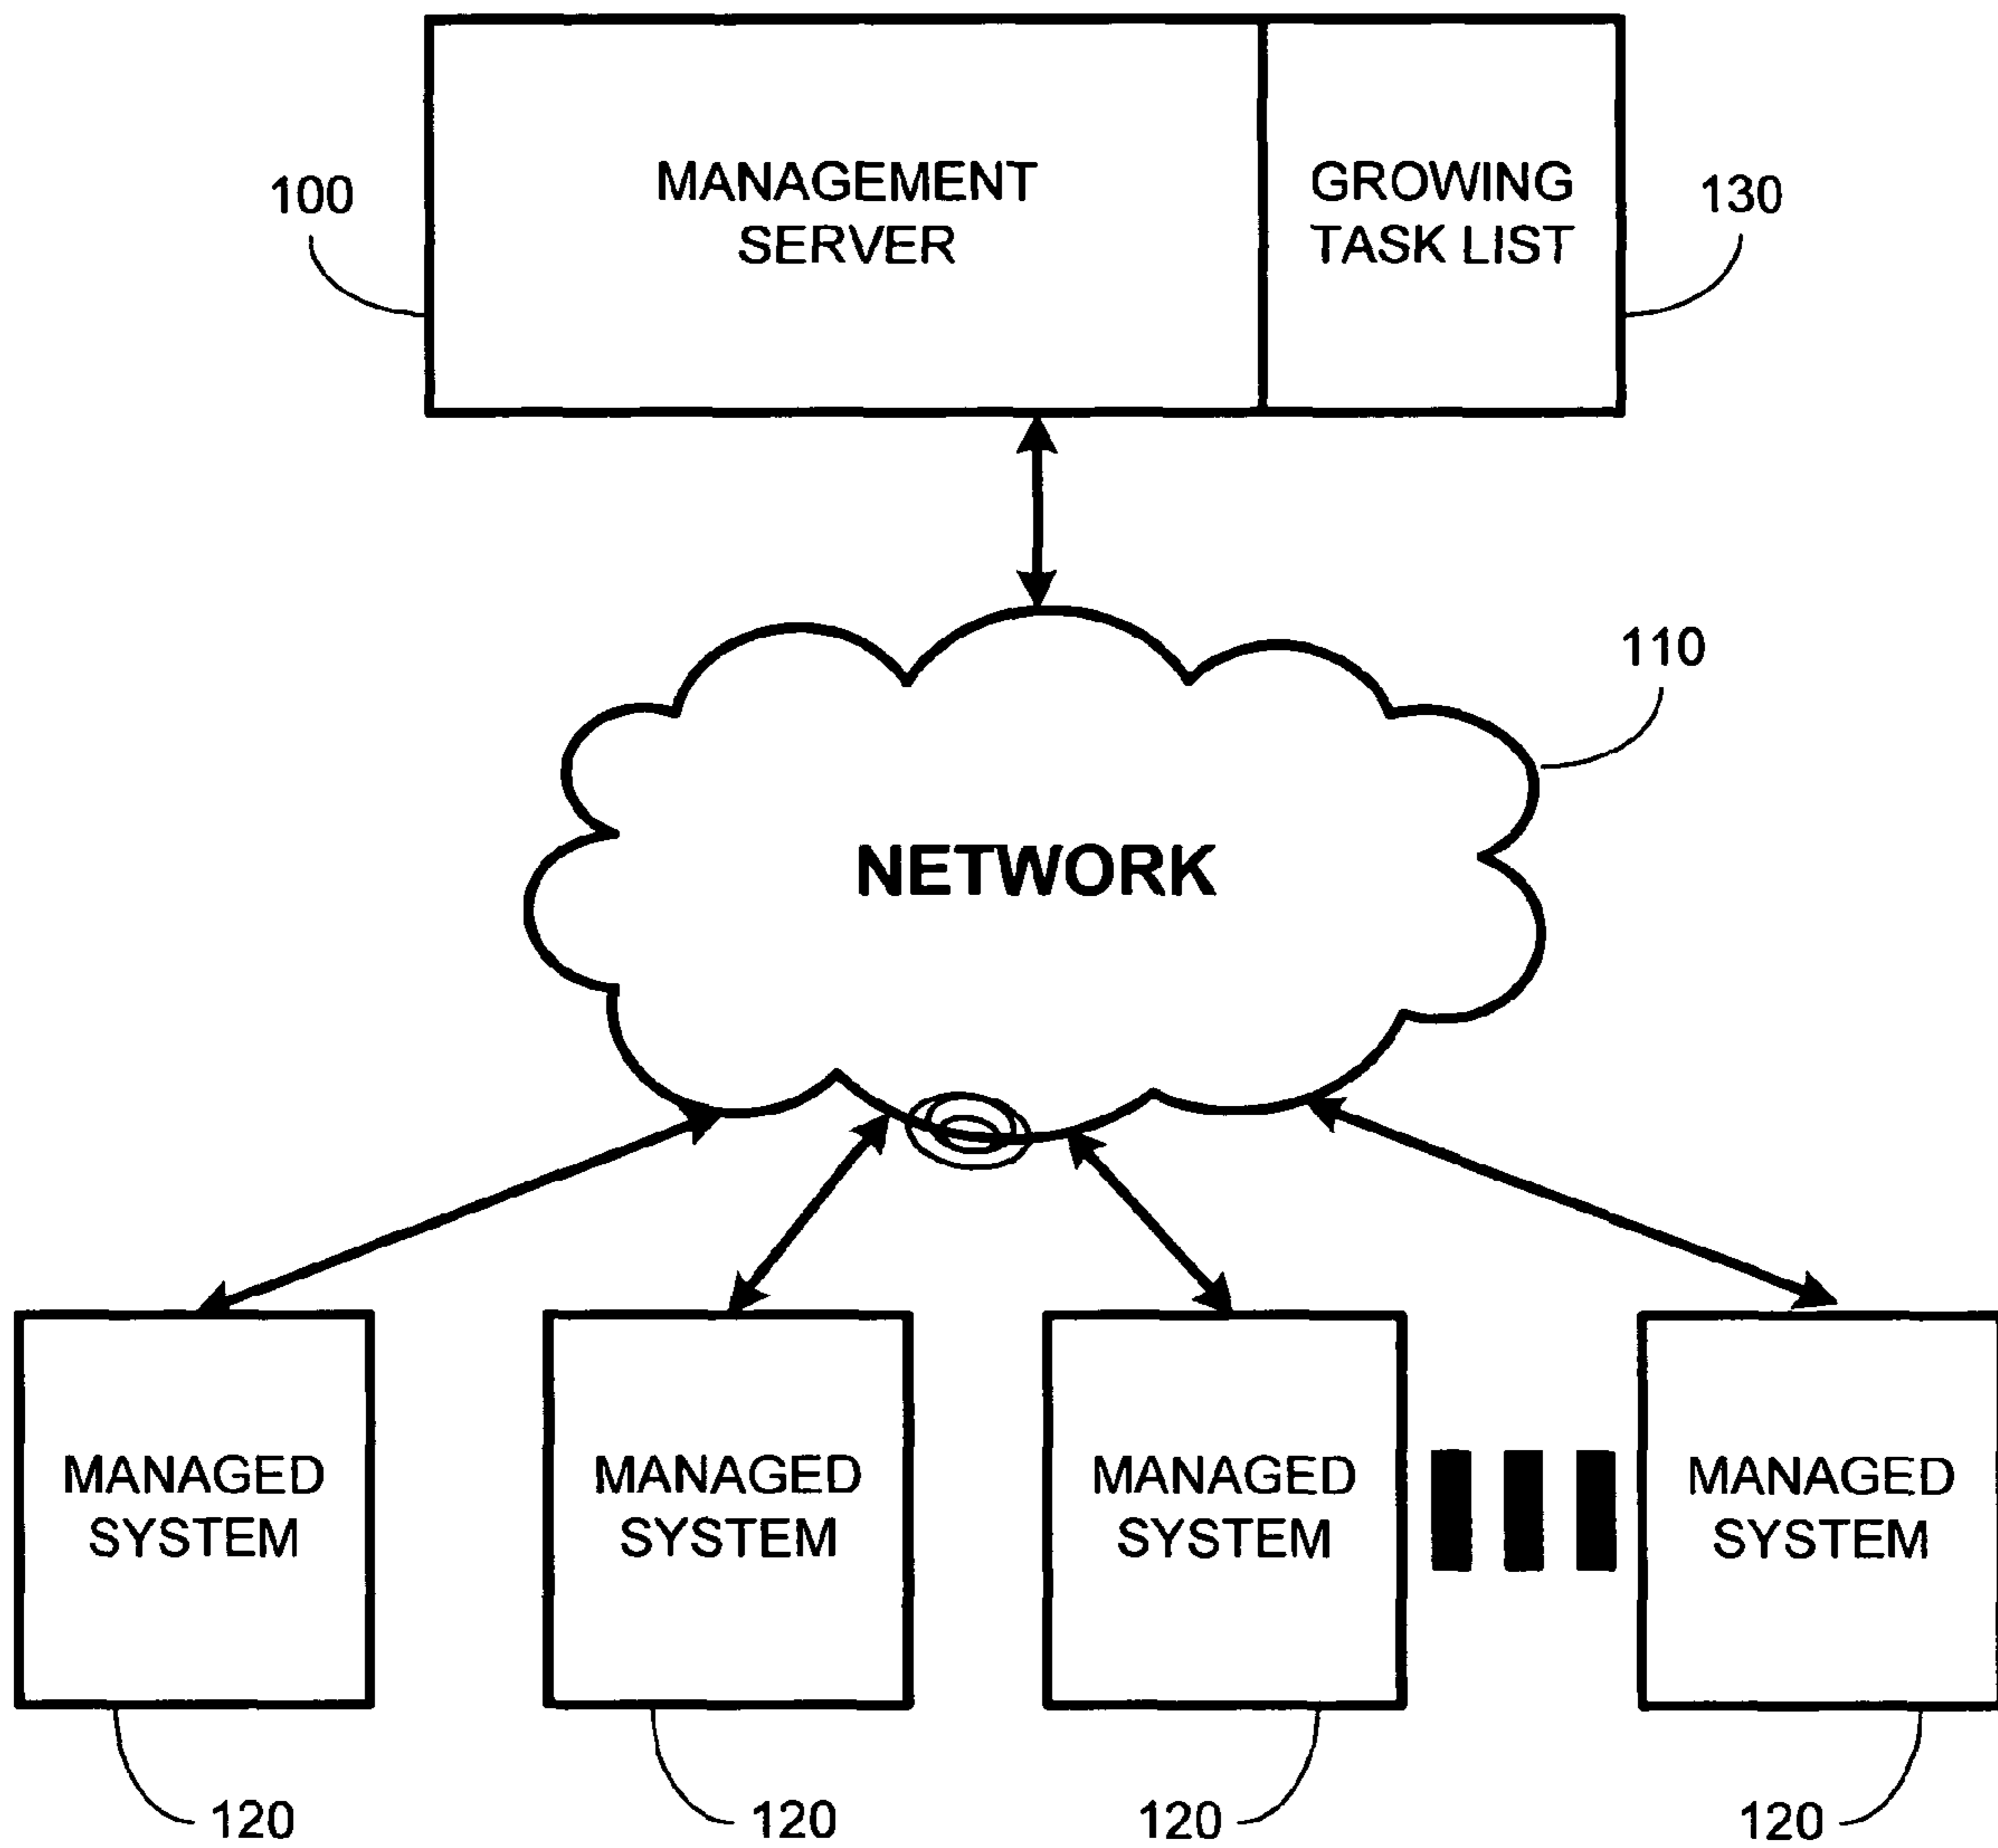 MANAGEMENT
SERVER
GROWING
TASK LIST
100
130
110
NETWORK
MANAGED
SYSTEM
MANAGED
SYSTEM
MANAGED
SYSTEM
MANAGED
SYSTEM
120
120
120
120